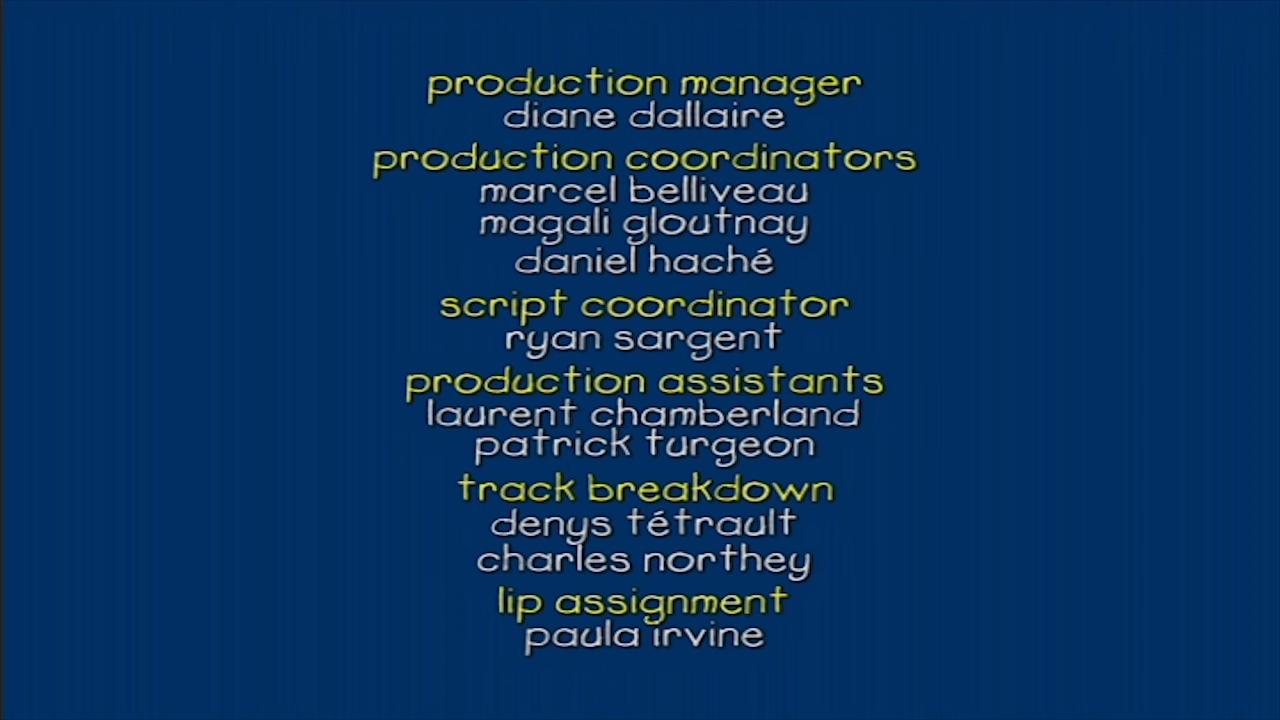 production manager
diane dallaire
production coordinators
marcel belliveau
magali gloutnay
daniel haché
script coordinator
ryan sargent
production assistants
laurent chamberland
patrick turgeon
track breakdown
denys tétrault
charles northey
lip assignment
paula irvine